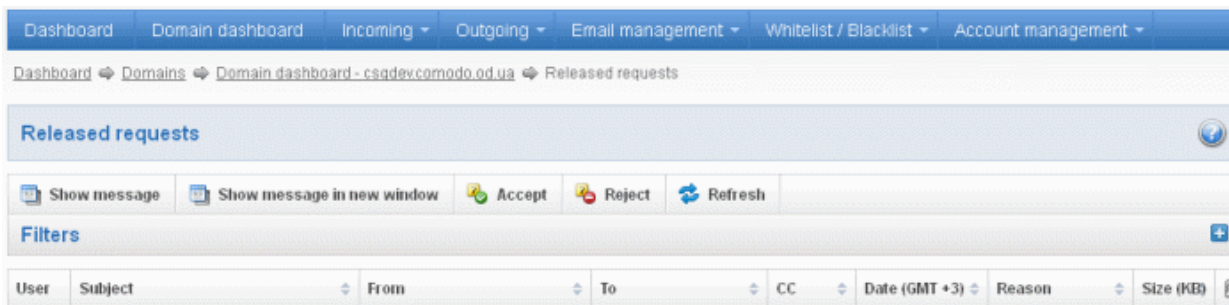 Dashboard Domain dashboard Incoming Outgoing Email management Whitelist / Blacklist Account management
Dashboard Domains Domain dashboard - csgdev.comodo.od.ua Released requests
Released requests
Show message Show message in new window Accept Reject Refresh
Filters
User Subject From To CC Date (GMT +3) Reason Size (KB)